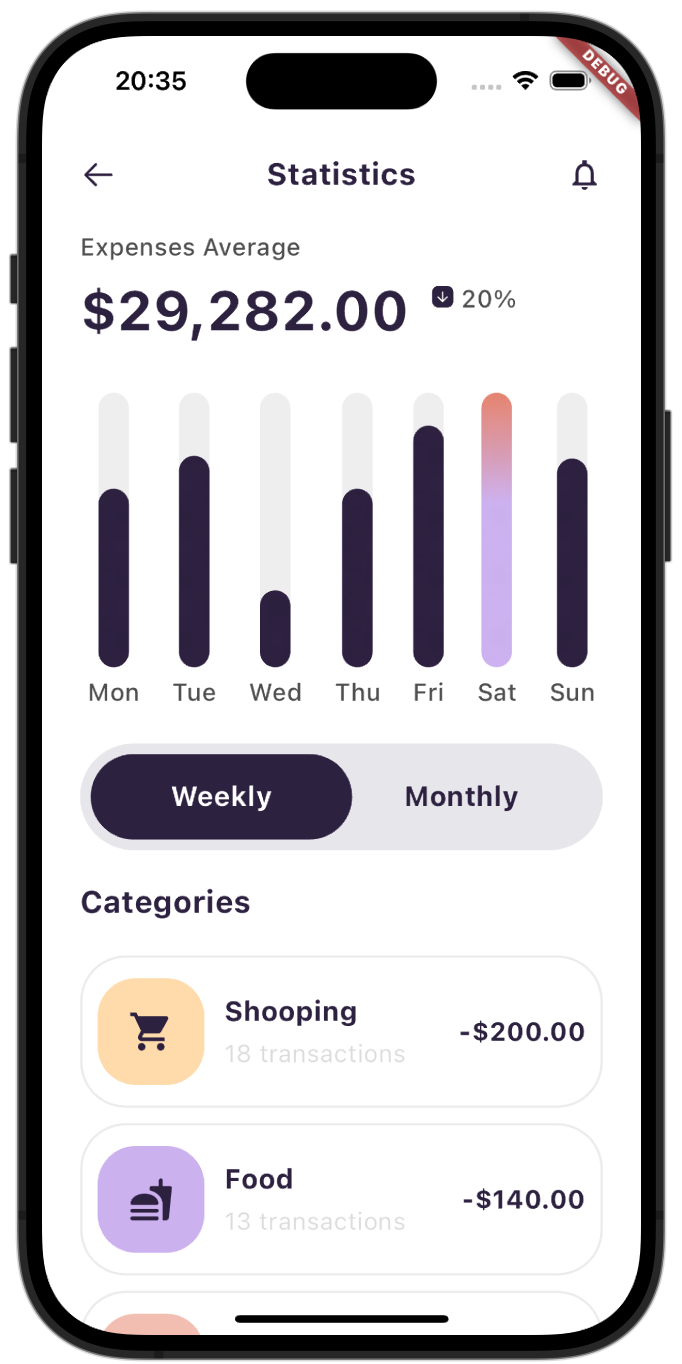 20:35
DEBUG
Statistics
Expenses Average
$29,282.00 20%
Mon Tue Wed Thu Fri Sat Sun
Weekly Monthly
Categories
Shooping
18 transactions
-$200.00
Food
13 transactions
-$140.00